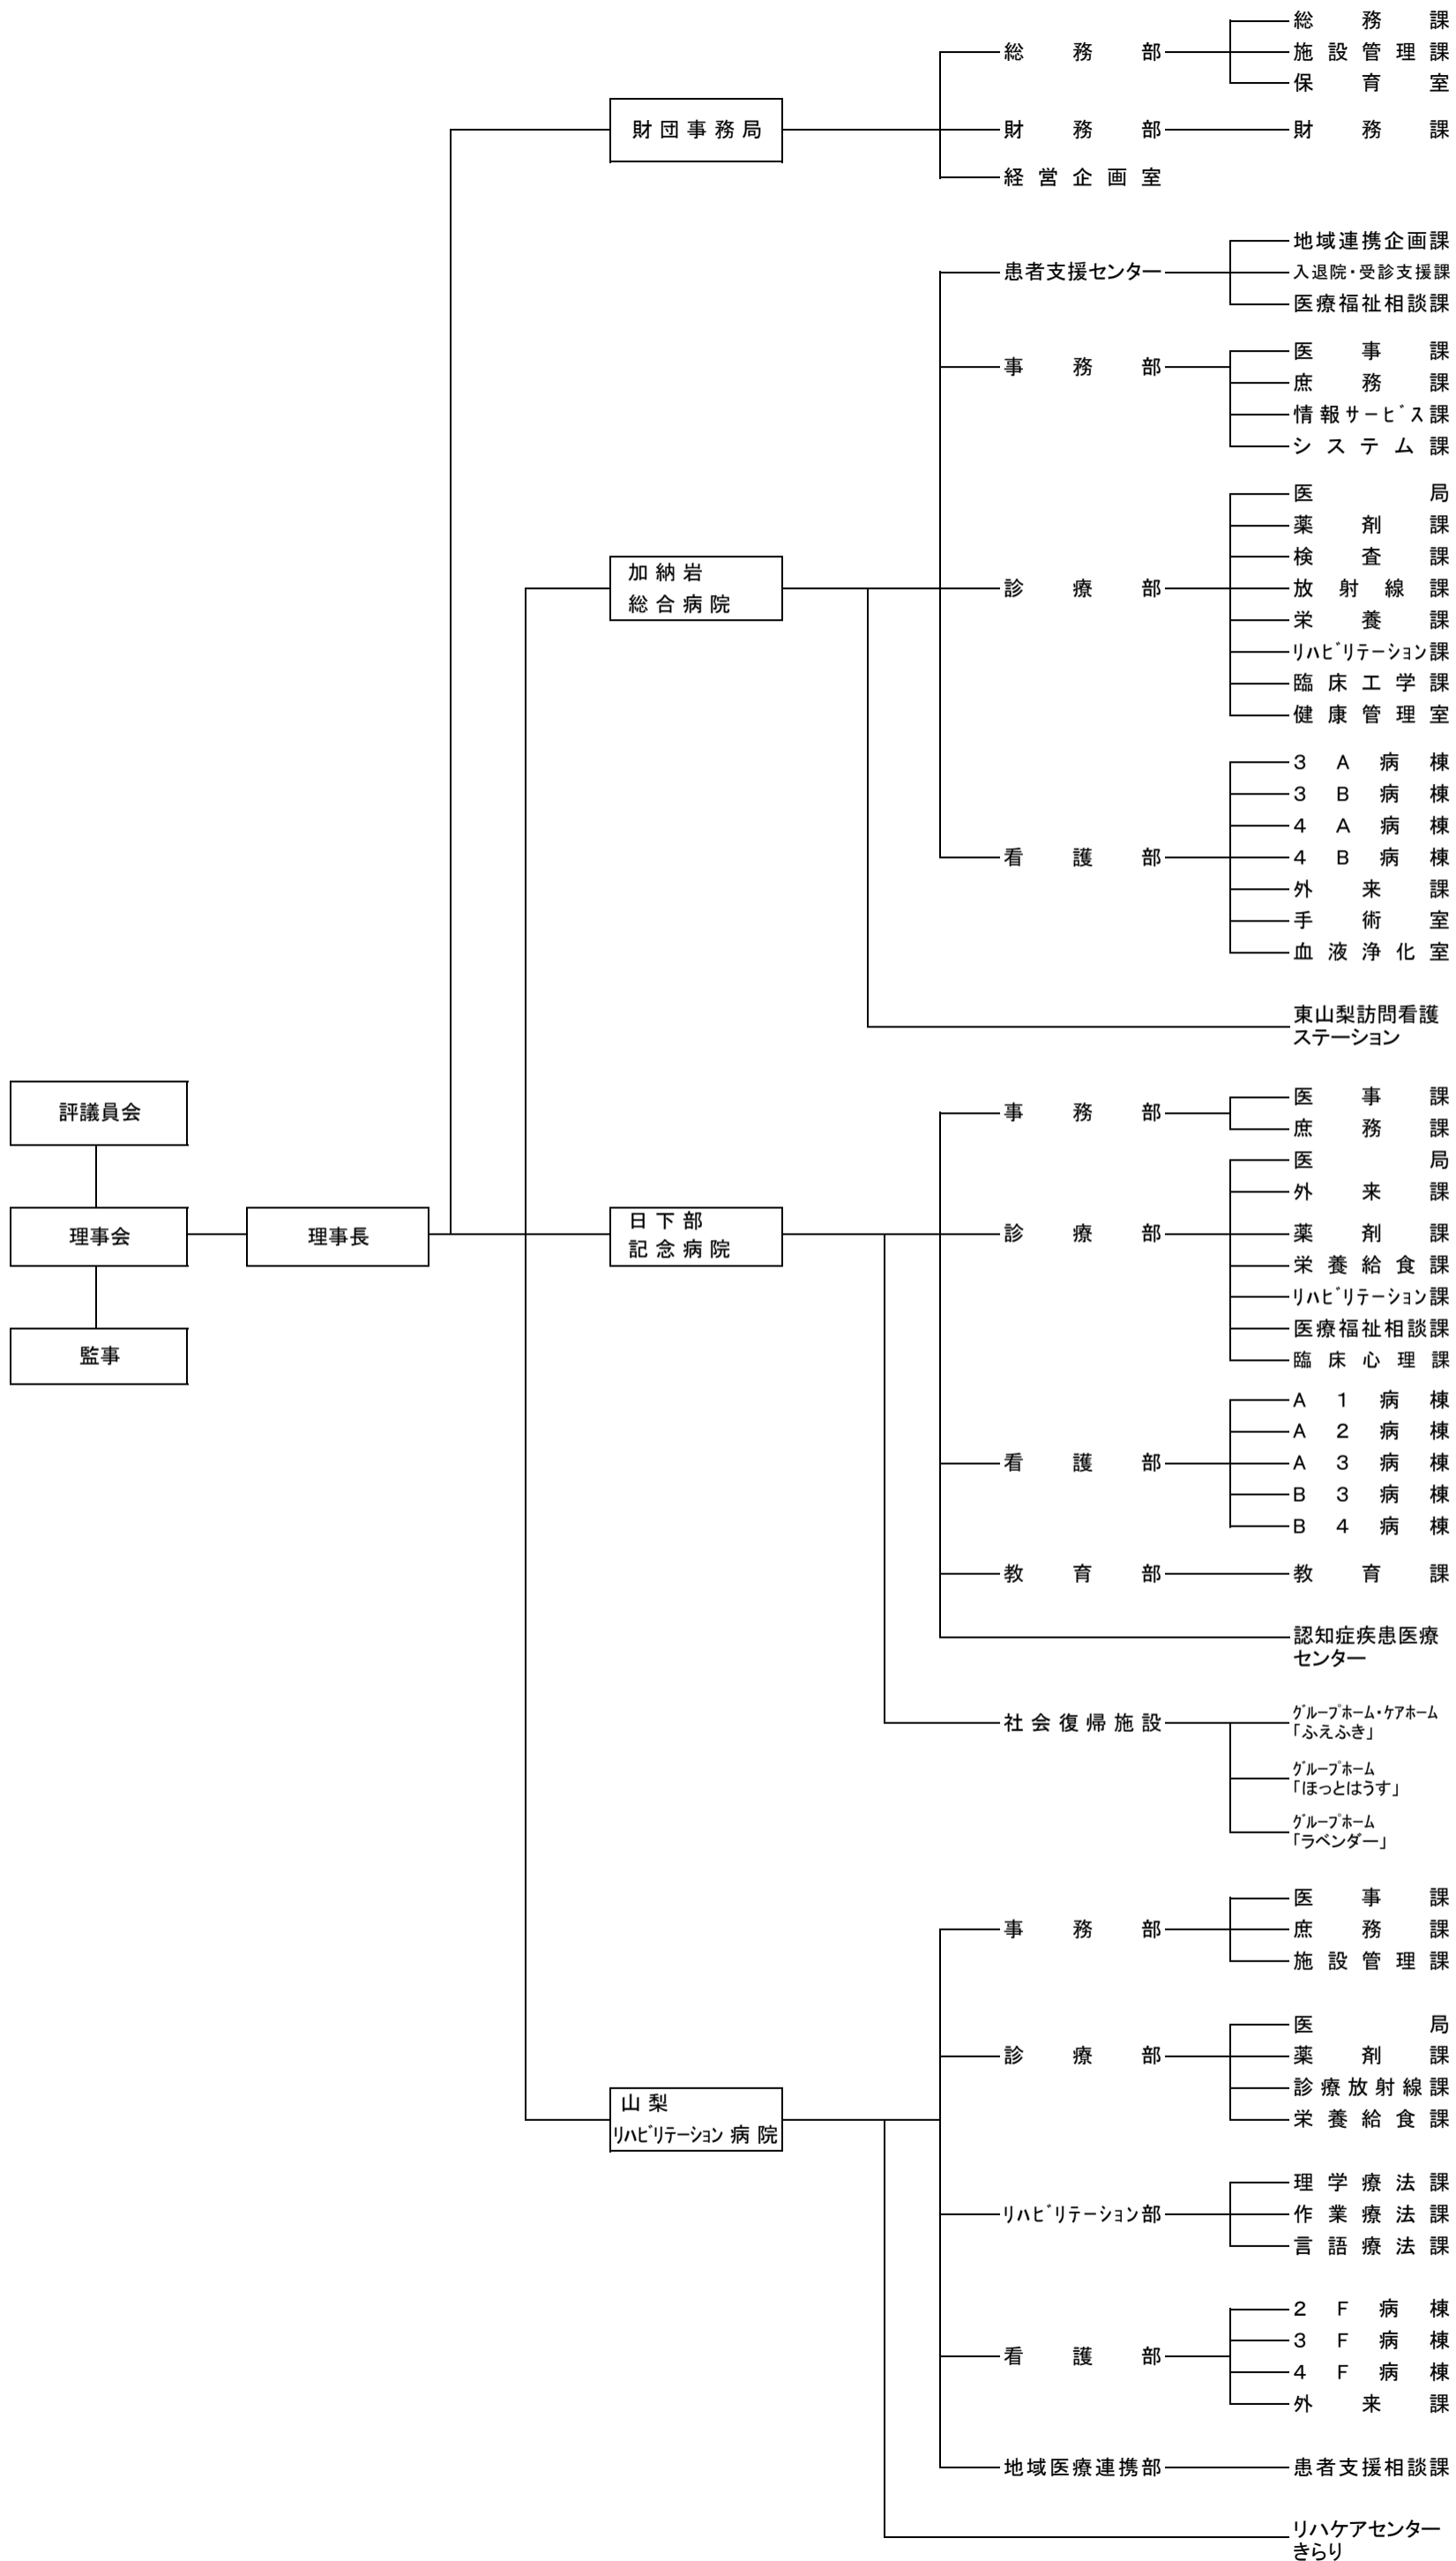 評議員会
理事会
監事
理事長
財団事務局
総務部
総務課
施設管理課
保育室
財務部
財務課
経営企画室
加納岩
総合病院
患者支援センター
地域連携企画課
入退院・受診支援課
医療福祉相談課
事務部
医事課
庶務課
情報ｻｰﾋﾞｽ課
システム課
診療部
医局
薬剤課
検査課
放射線課
栄養課
ﾘﾊﾋﾞﾘﾃｰｼｮﾝ課
臨床工学課
健康管理室
看護部
３Ａ病棟
３Ｂ病棟
４Ａ病棟
４Ｂ病棟
外来課
手術室
血液浄化室
東山梨訪問看護
ステーション
日下部
記念病院
事務部
医事課
庶務課
診療部
医局
外来課
薬剤課
栄養給食課
ﾘﾊﾋﾞﾘﾃｰｼｮﾝ課
医療福祉相談課
臨床心理課
看護部
Ａ１病棟
Ａ２病棟
Ａ３病棟
Ｂ３病棟
Ｂ４病棟
教育部
教育課
認知症疾患医療
センター
社会復帰施設
ｸﾞﾙｰﾌﾟﾎｰﾑ・ｹｱﾎｰﾑ
「ふえふき」
ｸﾞﾙｰﾌﾟﾎｰﾑ
「ほっとはうす」
ｸﾞﾙｰﾌﾟﾎｰﾑ
「ラベンダー」
山梨
ﾘﾊﾋﾞﾘﾃｰｼｮﾝ病院
事務部
医事課
庶務課
施設管理課
診療部
医局
薬剤課
診療放射線課
栄養給食課
ﾘﾊﾋﾞﾘﾃｰｼｮﾝ部
理学療法課
作業療法課
言語療法課
看護部
２Ｆ病棟
３Ｆ病棟
４Ｆ病棟
外来課
地域医療連携部
患者支援相談課
リハケアセンター
きらり